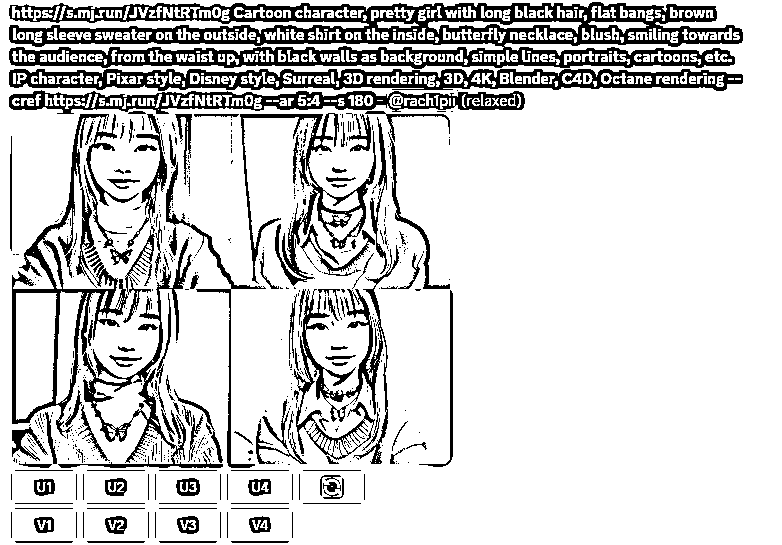 https://s.mj.run/JVzfNtRTm0g Cartoon character, pretty girl with long black hair, flat bangs, brown
long sleeve sweater on the outside, white shirt on the inside, butterfly necklace, blush, smiling towards
the audience, from the waist up, with black walls as background, simple lines, portraits, cartoons, etc.
IP character, Pixar style, Disney style, Surreal, 3D rendering, 3D, 4K, Blender, C4D, Octane rendering --
cref https://s.mj.run/JVzfNtRTm0g --ar 5:4 --s 180 - @rach1pii (relaxed)
U1 U2 U3 U4
V1 V2 V3 V4